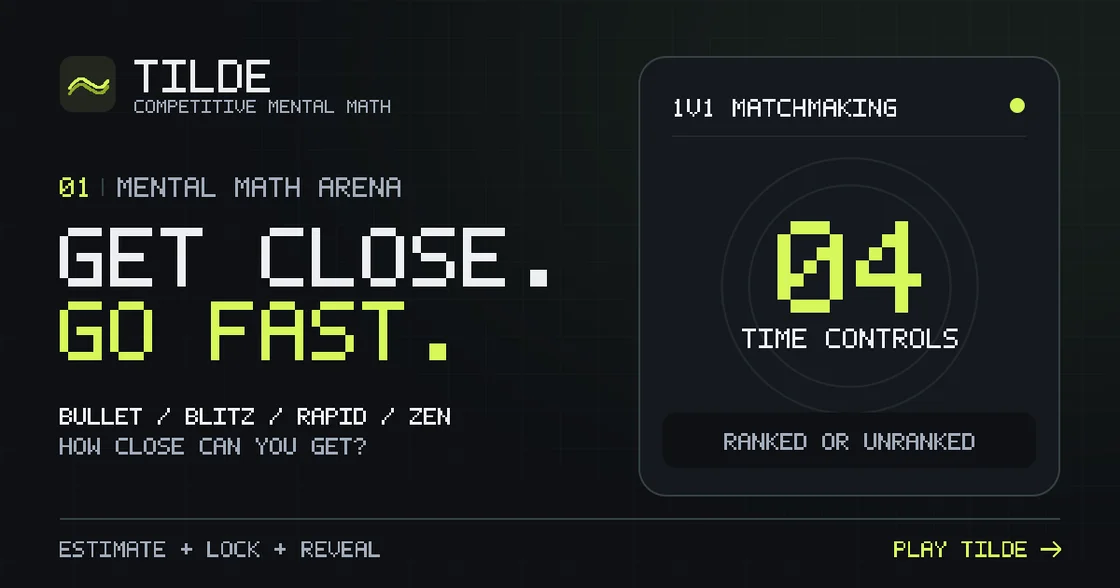 TILDE
COMPETITIVE MENTAL MATH
01 | MENTAL MATH ARENA
GET CLOSE.
GO FAST.
BULLET / BLITZ / RAPID / ZEN
HOW CLOSE CAN YOU GET?
1V1 MATCHMAKING
04
TIME CONTROLS
RANKED OR UNRANKED
ESTIMATE + LOCK + REVEAL
PLAY TILDE →